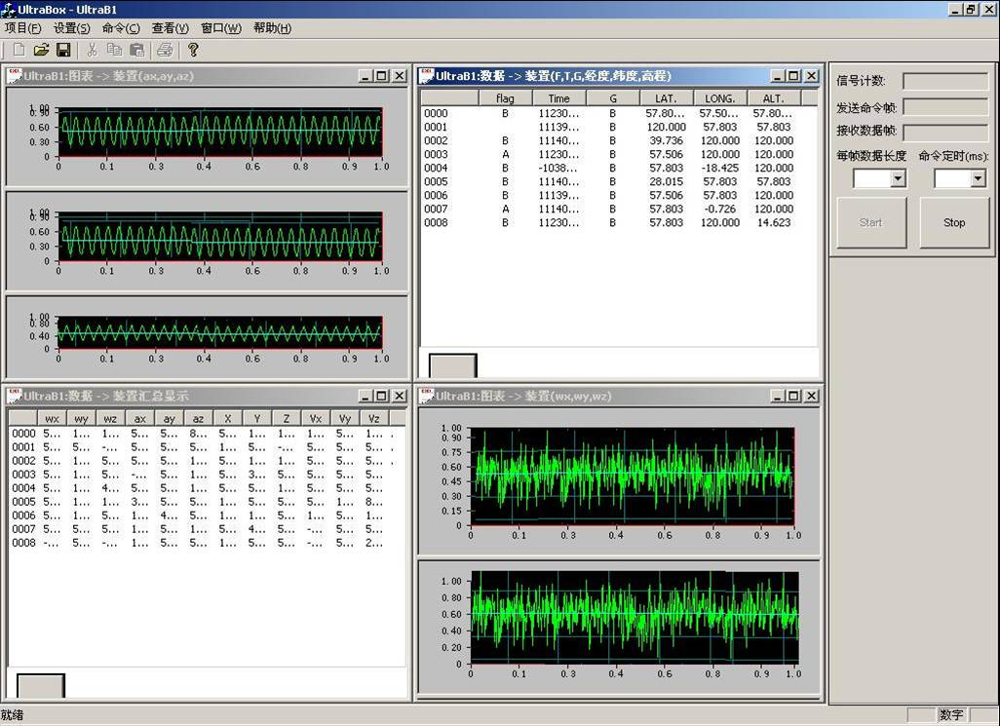 UltraBox - UltraB1
项目(F) 设置(S) 命令(C) 查看(V) 窗口(W) 帮助(H)
UltraB1:图表 -> 装置(ax,ay,az)
1.00
0.90
0.60
0.30
0
0 0.1 0.3 0.4 0.6 0.8 0.9 1.0
1.00
0.90
0.60
0.30
0
0 0.1 0.3 0.4 0.6 0.8 0.9 1.0
1.00
0.80
0.40
0
0 0.1 0.3 0.4 0.6 0.8 0.9 1.0
UltraB1:数据 -> 装置(F,T,G,经度,纬度,高程)
flag Time G LAT. LONG. ALT.
0000 B 11230... B 57.80... 57.50... 57.80...
0001 11139... B 120.000 57.803 57.803
0002 B 11140... B 39.736 120.000 120.000
0003 A 11230... B 57.506 120.000 120.000
0004 B -1038... B 57.803 -18.425 120.000
0005 B 11140... B 28.015 57.803 57.803
0006 B 11139... B 57.506 57.803 120.000
0007 A 11140... B 57.803 -0.726 120.000
0008 B 11230... B 57.803 120.000 14.623
信号计数:
发送命令帧:
接收数据帧:
每帧数据长度 命令定时(ms):
Start Stop
UltraB1:数据 -> 装置汇总显示
wx wy wz ax ay az X Y Z Vx Vy Vz
0000 5... 1... 1... 5... 5... 8... 5... 1... 1... 1... 5... 1...
0001 5... 5... -... 5... 5... 5... 1... 5... -... 5... 5... 5...
0002 5... 1... 5... 5... 5... 1... 5... 1... 1... 5... 5... 5...
0003 5... 1... 5... -... 5... 1... 5... 3... 5... 5... 5... 5...
0004 5... 1... 4... 5... 5... 1... 5... 5... 1... 5... 5... 5...
0005 5... 1... 1... 3... 5... 5... 1... 5... 5... 5... 1... 8...
0006 5... 5... 5... 1... 4... 5... 1... 1... 5... 1... 5... 1...
0007 5... 5... 5... 1... 5... 1... 5... 4... 5... -... 5... 5...
0008 -... 5... 5... 1... 5... 5... 1... 5... 5... -... 5... 2...
UltraB1:图表 -> 装置(wx,wy,wz)
1.00
0.90
0.75
0.60
0.45
0.30
0.15
0
0 0.1 0.3 0.4 0.6 0.8 0.9 1.0
1.00
0.80
0.60
0.40
0.20
0
0 0.1 0.3 0.4 0.6 0.8 0.9 1.0
就绪
数字